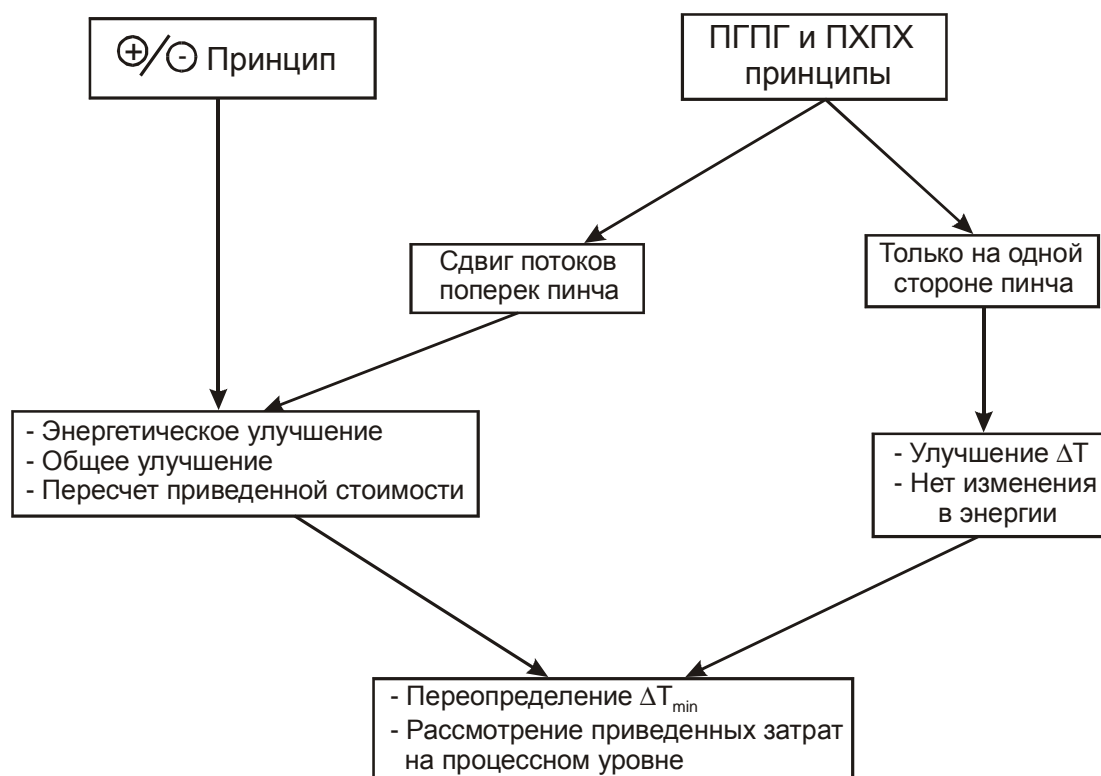 ⊕/⊖ Принцип
ПГПГ и ПХПХ
принципы
Сдвиг потоков
поперек пинча
Только на одной
стороне пинча
- Энергетическое улучшение
- Общее улучшение
- Пересчет приведенной стоимости
- Улучшение ΔT
- Нет изменения
в энергии
- Переопределение ΔTmin
- Рассмотрение приведенных затрат
на процессном уровне